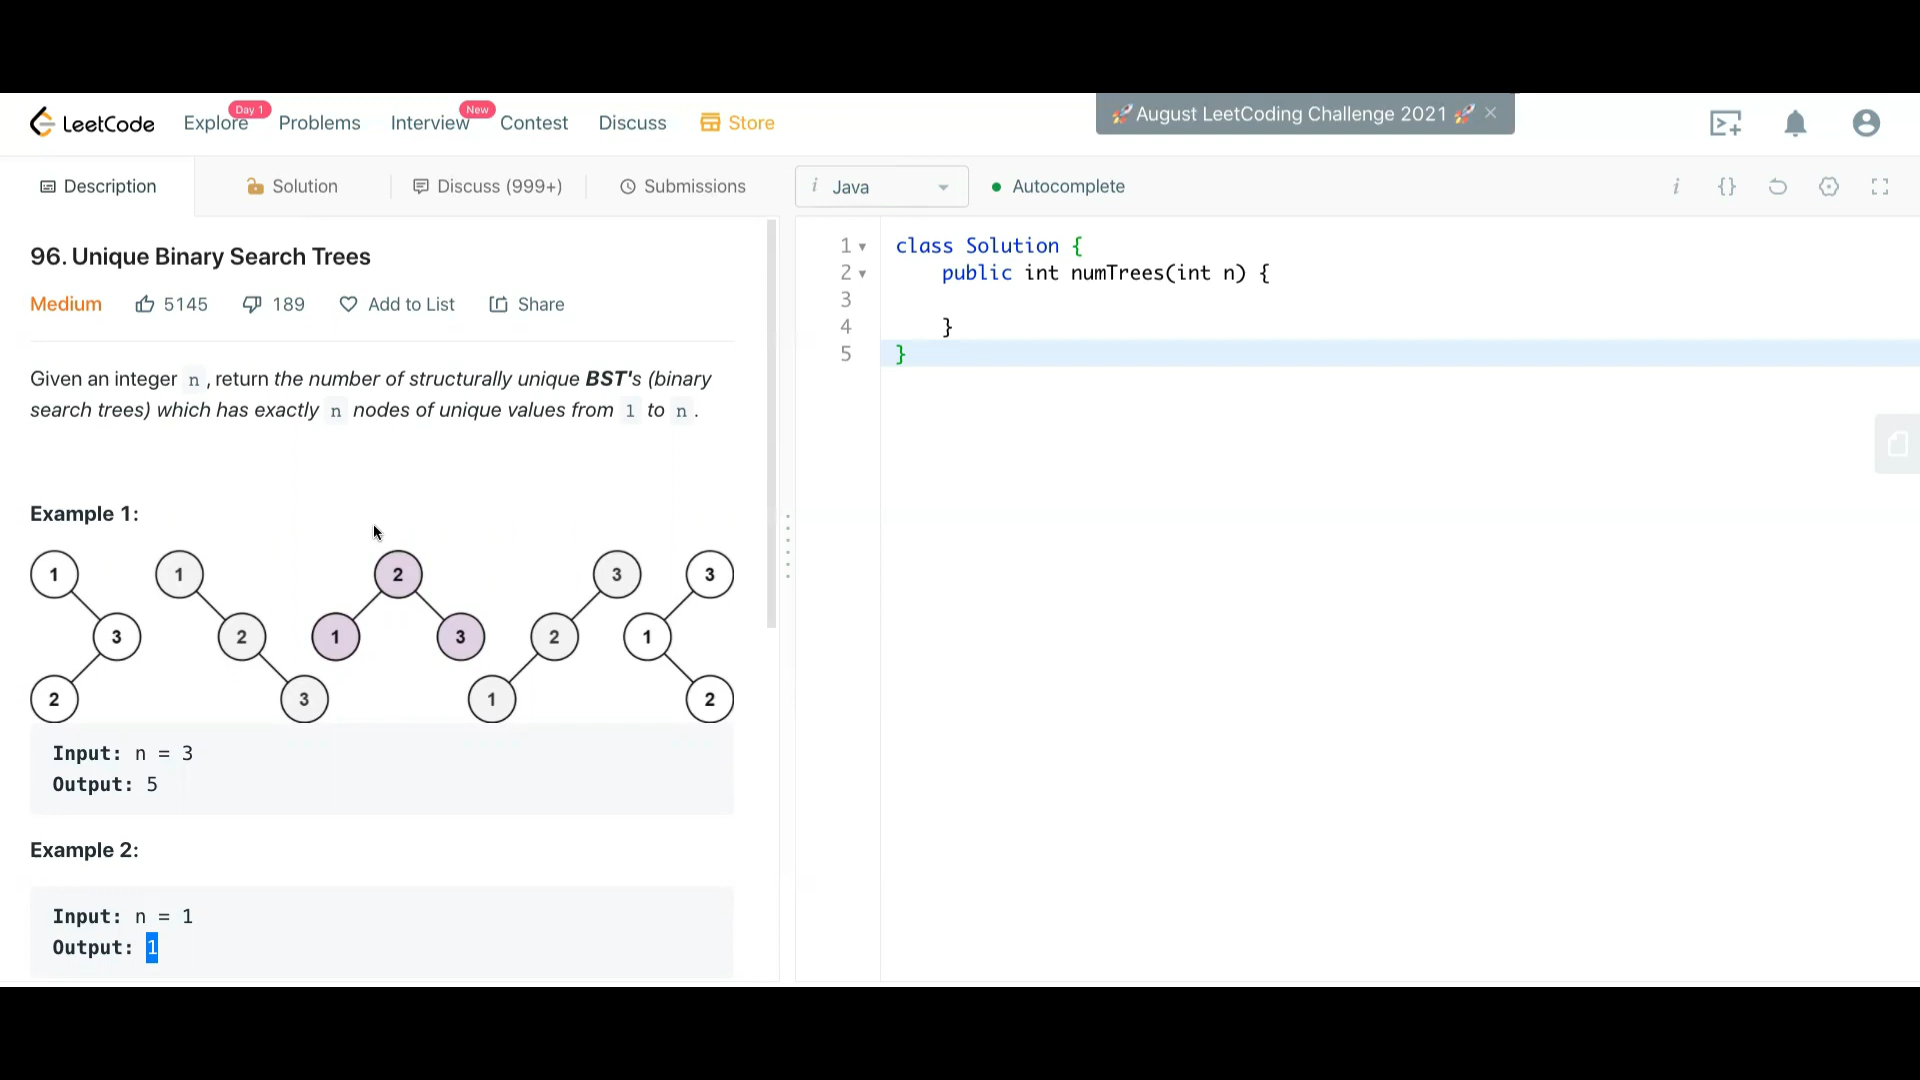 LeetCode
Explore
Day 1
Problems
Interview
New
Contest
Discuss
Store
🚀 August LeetCoding Challenge 2021 🚀 ×
Description
Solution
Discuss (999+)
Submissions
i Java
Autocomplete
i {}
96. Unique Binary Search Trees
Medium 5145 189 Add to List Share
Given an integer n, return the number of structurally unique BST's (binary
search trees) which has exactly n nodes of unique values from 1 to n.
Example 1:
1 1 2 3 3
3 2 1 3 2 1
2 3 1 2
Input: n = 3
Output: 5
Example 2:
Input: n = 1
Output: 1
1 class Solution {
2 public int numTrees(int n) {
3
4 }
5 }